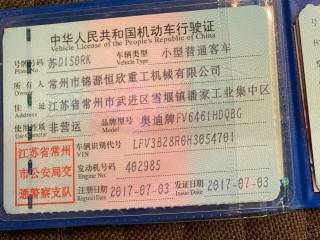 中华人民共和国机动车行驶证
Vehicle License of the People's Republic of China
号牌号码 苏D150RK 车辆类型 小型普通客车
Plate No. Vehicle Type
所有人 常州市锦源恒欣重工机械有限公司
Owner
住址 江苏省常州市武进区雪堰镇潘家工业集中区
Address
使用性质 非营运 品牌型号 奥迪牌FV6461HDQBG
Use Character Model
江苏省常州市公安局交通警察支队
车辆识别代号 LFV3B28R0H3054701
VIN
发动机号码 402985
Engine No.
注册日期 2017-07-03 发证日期 2017-07-03
Register Date Issue Date